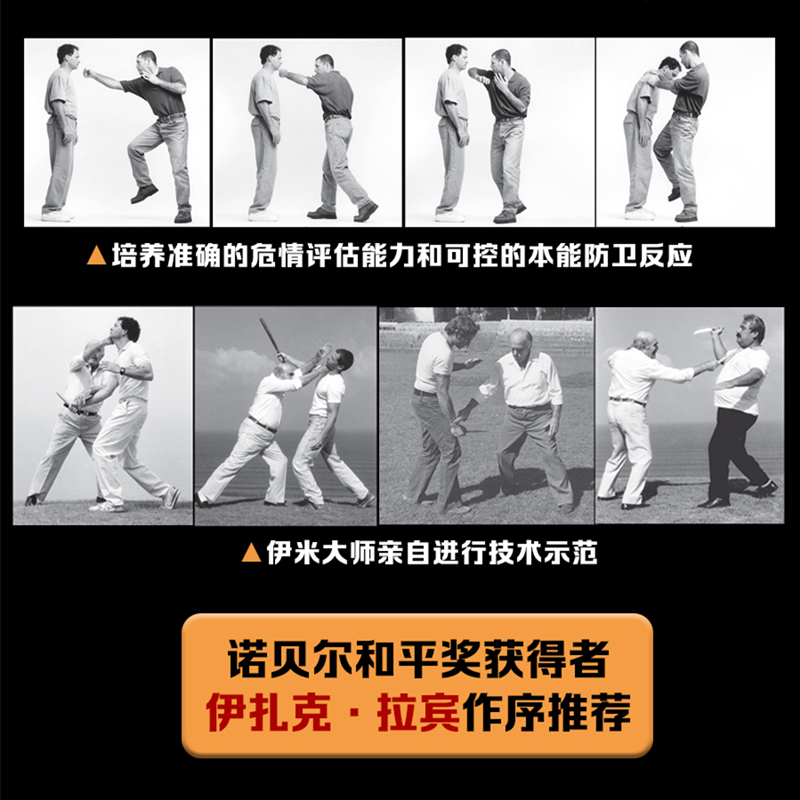 ▲培养准确的危情评估能力和可控的本能防卫反应
▲伊米大师亲自进行技术示范
诺贝尔和平奖获得者
伊扎克·拉宾作序推荐